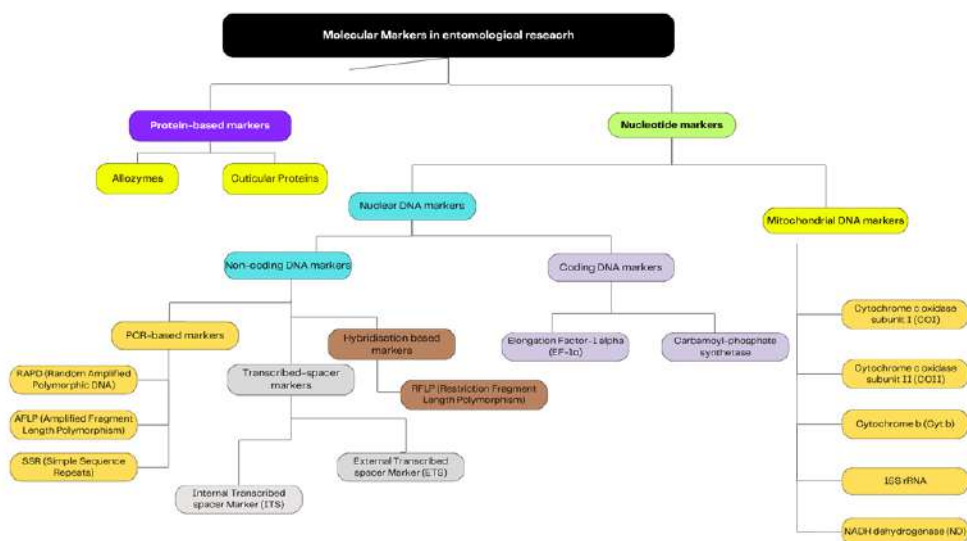 Molecular Markers in entomological reseacrh
Protein-based markers
Nucleotide markers
Allozymes
Cuticular Proteins
Nuclear DNA markers
Mitochondrial DNA markers
Non-coding DNA markers
Coding DNA markers
PCR-based markers
Hybridisation based
markers
Transcribed-spacer
markers
Elongation Factor-1alpha
(EF-1α)
Carbamoyl-phosphate
synthetase
Cytochrome c oxidase
subunit I (COI)
RAPD (Random Amplified
Polymorphic DNA)
RFLP (Restriction Fragment
Length Polymorphism)
Cytochrome c oxidase
subunit II (COII)
AFLP (Amplified Fragment
Length Polymorphism)
Cytochrome b (Cyt b)
SSR (Simple Sequence
Repeats)
External Transcribed
spacer Marker (ETS)
Internal Transcribed
spacer Marker (ITS)
16S rRNA
NADH dehydrogenase (ND)